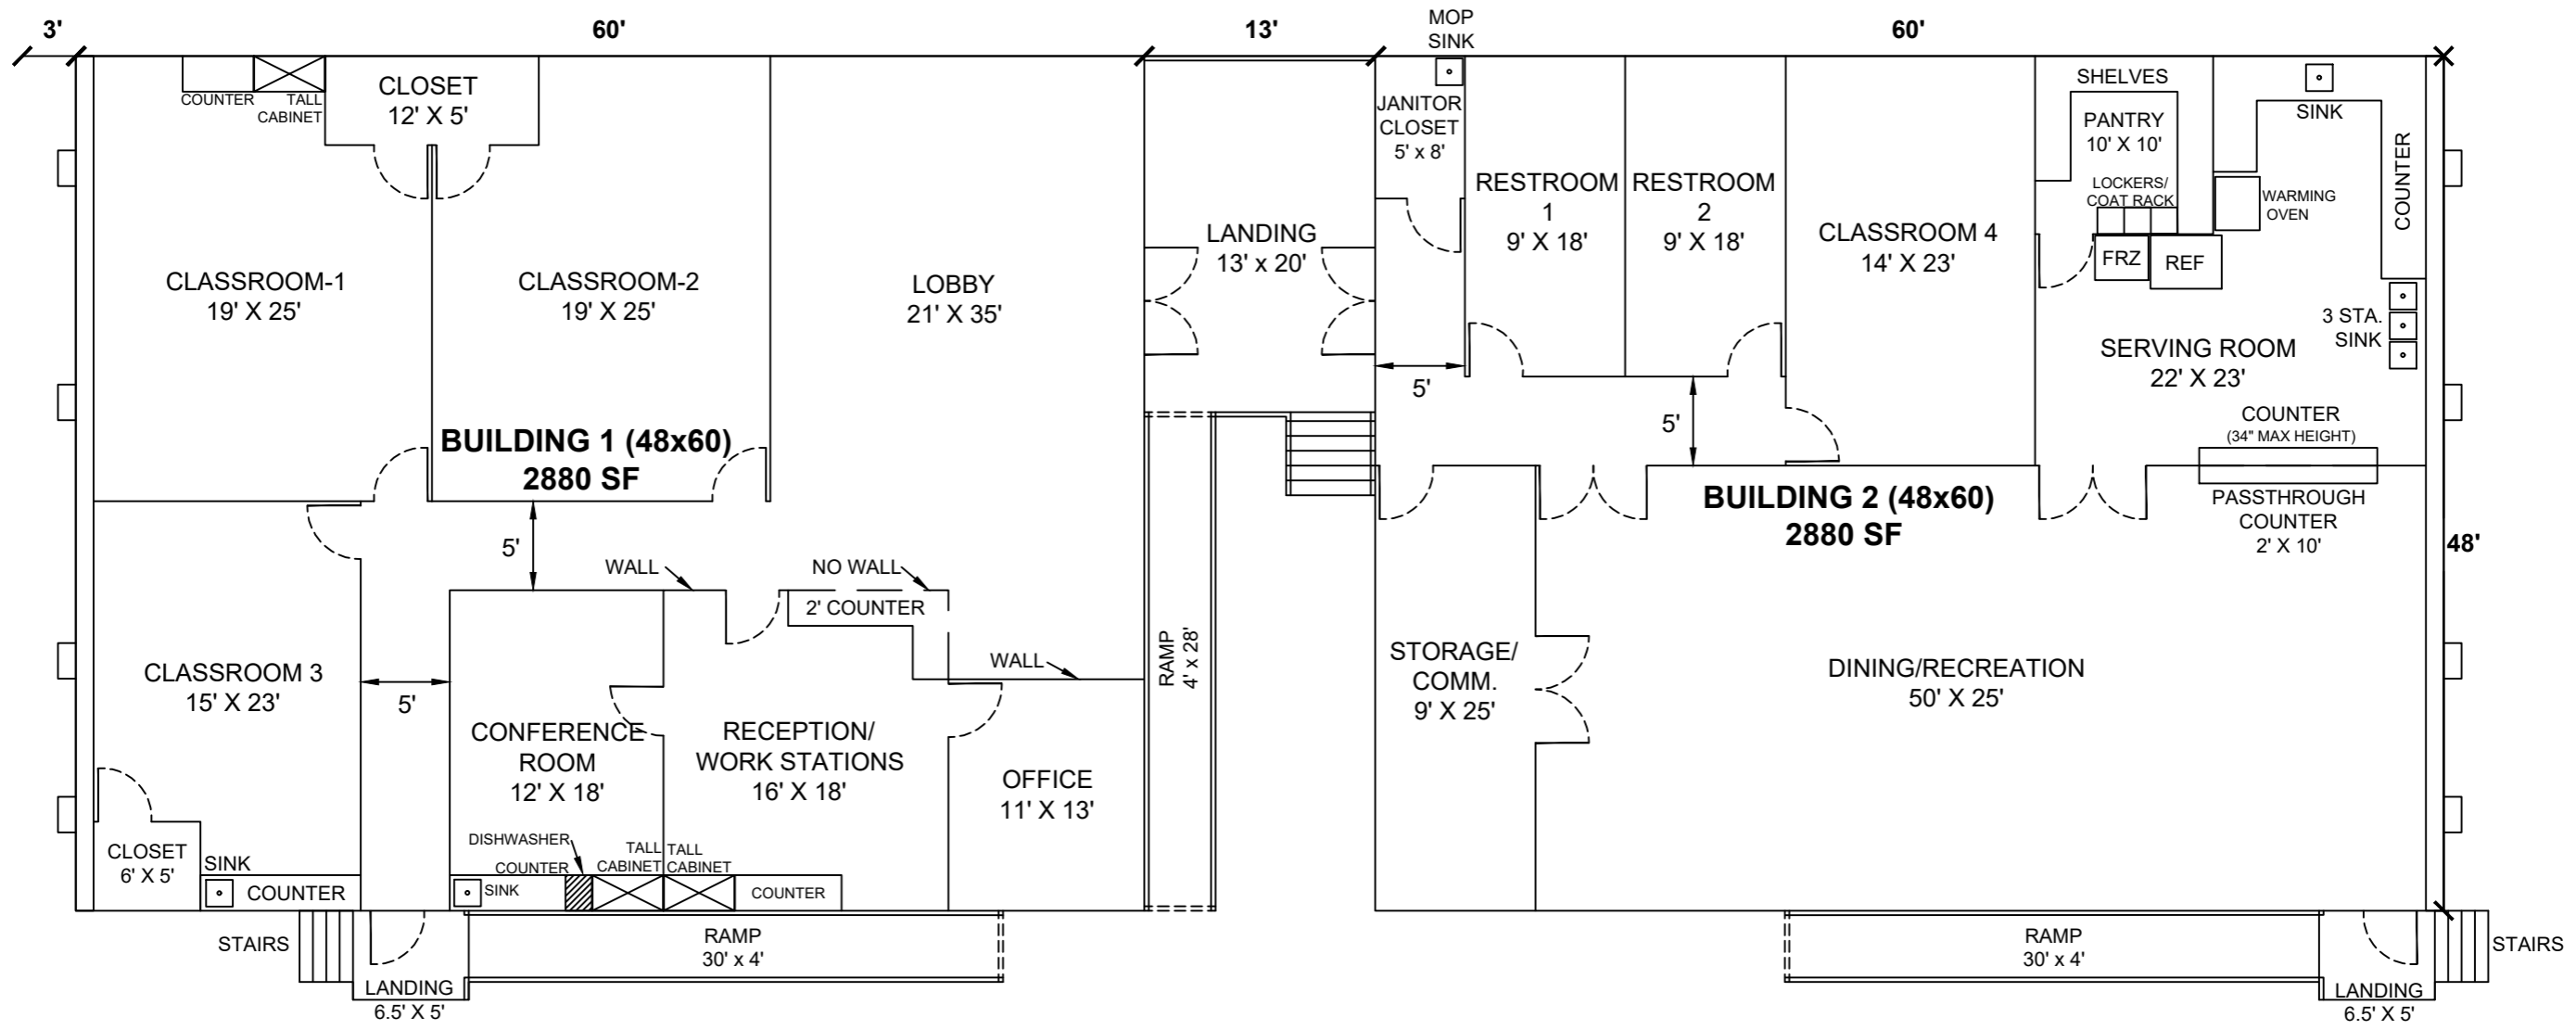 3'
60'
13'
MOP
SINK
60'
COUNTER
TALL
CABINET
CLOSET
12' X 5'
JANITOR
CLOSET
5' x 8'
SHELVES
PANTRY
10' X 10'
LOCKERS/
COAT RACK
SINK
COUNTER
WARMING
OVEN
FRZ
REF
CLASSROOM-1
19' X 25'
CLASSROOM-2
19' X 25'
LOBBY
21' X 35'
LANDING
13' x 20'
RESTROOM
1
9' X 18'
RESTROOM
2
9' X 18'
CLASSROOM 4
14' X 23'
3 STA.
SINK
SERVING ROOM
22' X 23'
5'
5'
COUNTER
(34" MAX HEIGHT)
BUILDING 1 (48x60)
2880 SF
BUILDING 2 (48x60)
2880 SF
PASSTHROUGH
COUNTER
2' X 10'
48'
5'
WALL
NO WALL
2' COUNTER
WALL
RAMP
4' x 28'
CLASSROOM 3
15' X 23'
5'
CONFERENCE
ROOM
12' X 18'
RECEPTION/
WORK STATIONS
16' X 18'
OFFICE
11' X 13'
STORAGE/
COMM.
9' X 25'
DINING/RECREATION
50' X 25'
CLOSET
6' X 5'
SINK
COUNTER
DISHWASHER
COUNTER
SINK
TALL
CABINET
TALL
CABINET
COUNTER
STAIRS
LANDING
6.5' X 5'
RAMP
30' x 4'
RAMP
30' x 4'
LANDING
6.5' X 5'
STAIRS